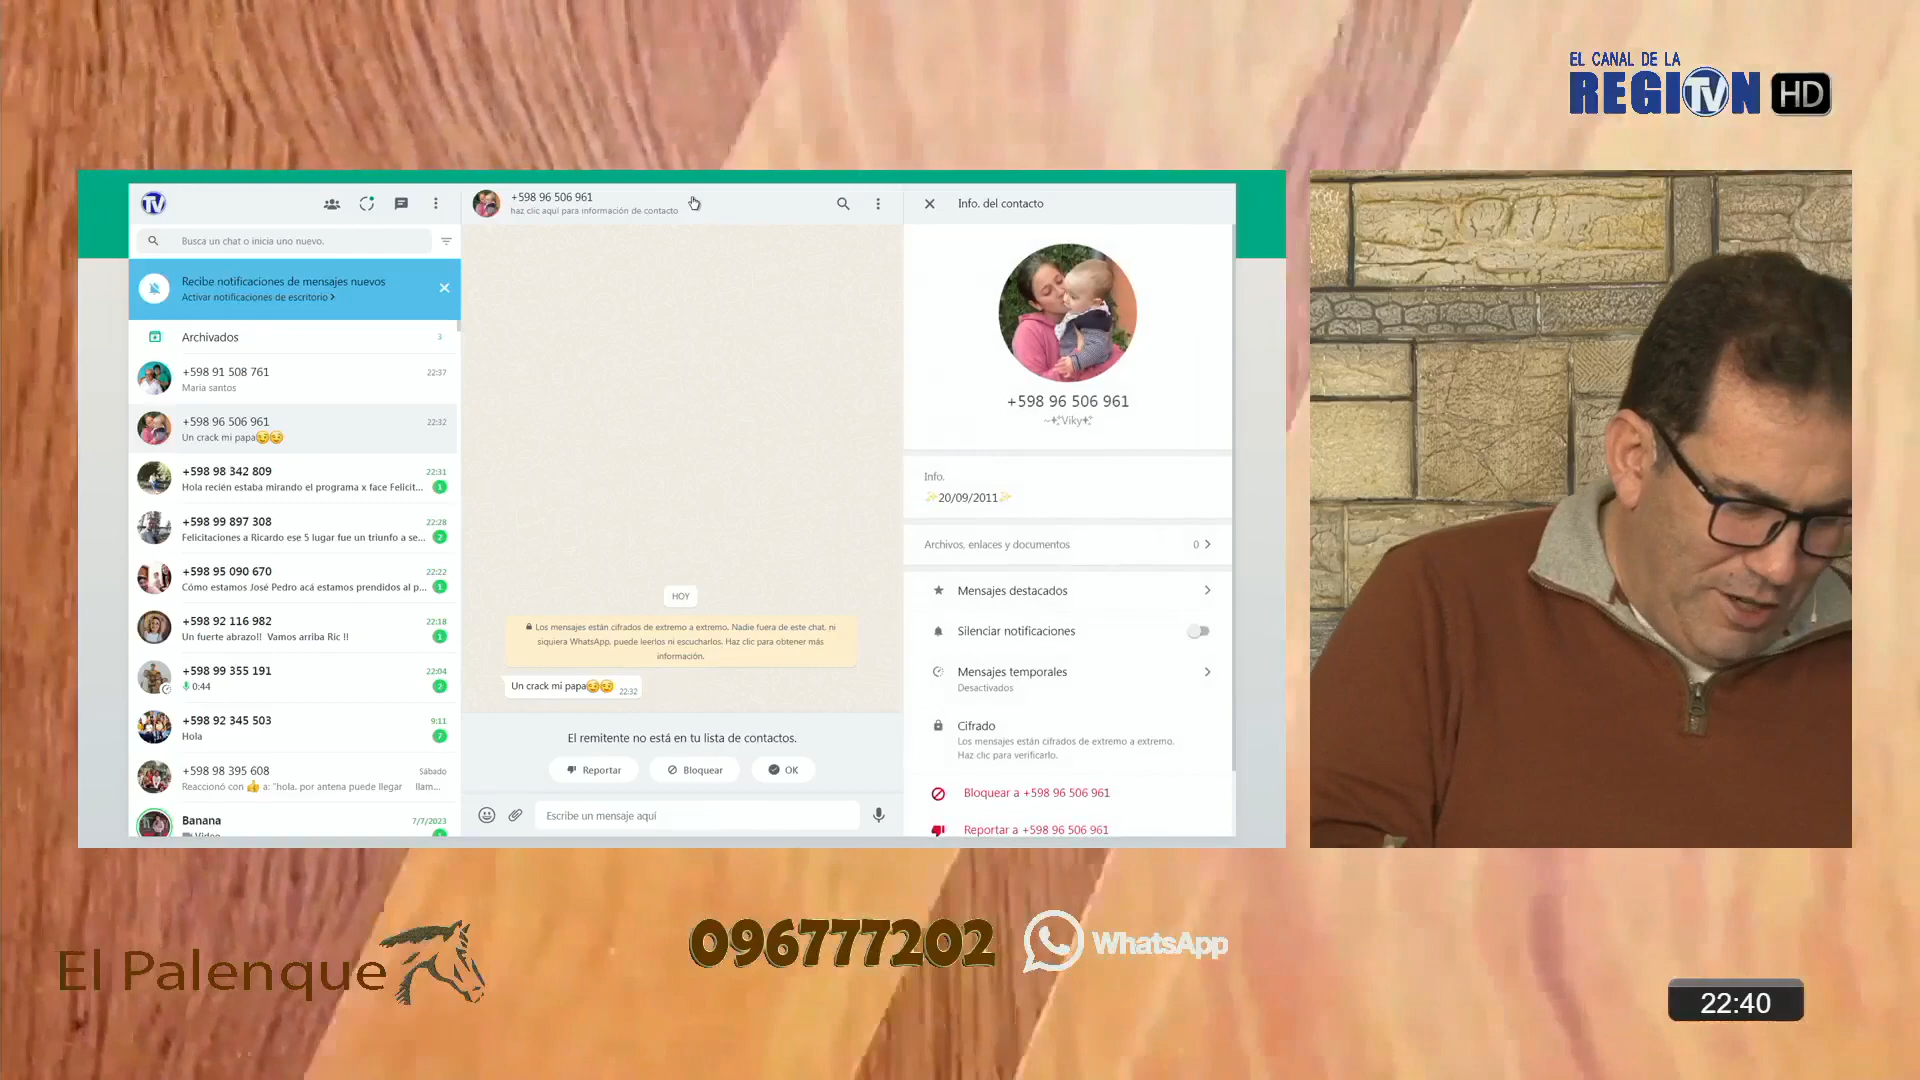 EL CANAL DE LA
REGION TV HD
TV
Busca un chat o inicia uno nuevo.
Recibe notificaciones de mensajes nuevos
Activar notificaciones de escritorio >
Archivados 3
+598 91 508 761 22:37
Maria santos
+598 96 506 961 22:32
Un crack mi papa😏😏
+598 98 342 809 22:31
Hola recién estaba mirando el programa x face Felicit... 1
+598 99 897 308 22:28
Felicitaciones a Ricardo ese 5 lugar fue un triunfo a se... 2
+598 95 090 670 22:22
Cómo estamos José Pedro acá estamos prendidos al p... 1
+598 92 116 982 22:18
Un fuerte abrazo!! Vamos arriba Ric !! 1
+598 99 355 191 22:04
0:44 2
+598 92 345 503 9:11
Hola 7
+598 98 395 608 Sábado
Reaccionó con 👍 a: "hola. por antena puede llegar llam...
Banana 7/7/2023
Video
+598 96 506 961
haz clic aquí para información de contacto
HOY
Los mensajes están cifrados de extremo a extremo. Nadie fuera de este chat, ni
siquiera WhatsApp, puede leerlos ni escucharlos. Haz clic para obtener más
información.
Un crack mi papa😏😏 22:32
El remitente no está en tu lista de contactos.
Reportar Bloquear OK
Escribe un mensaje aquí
Info. del contacto
+598 96 506 961
~✨Viky✨
Info.
✨20/09/2011✨
Archivos, enlaces y documentos 0 >
Mensajes destacados
Silenciar notificaciones
Mensajes temporales
Desactivados
Cifrado
Los mensajes están cifrados de extremo a extremo.
Haz clic para verificarlo.
Bloquear a +598 96 506 961
Reportar a +598 96 506 961
El Palenque
096777202 WhatsApp
22:40